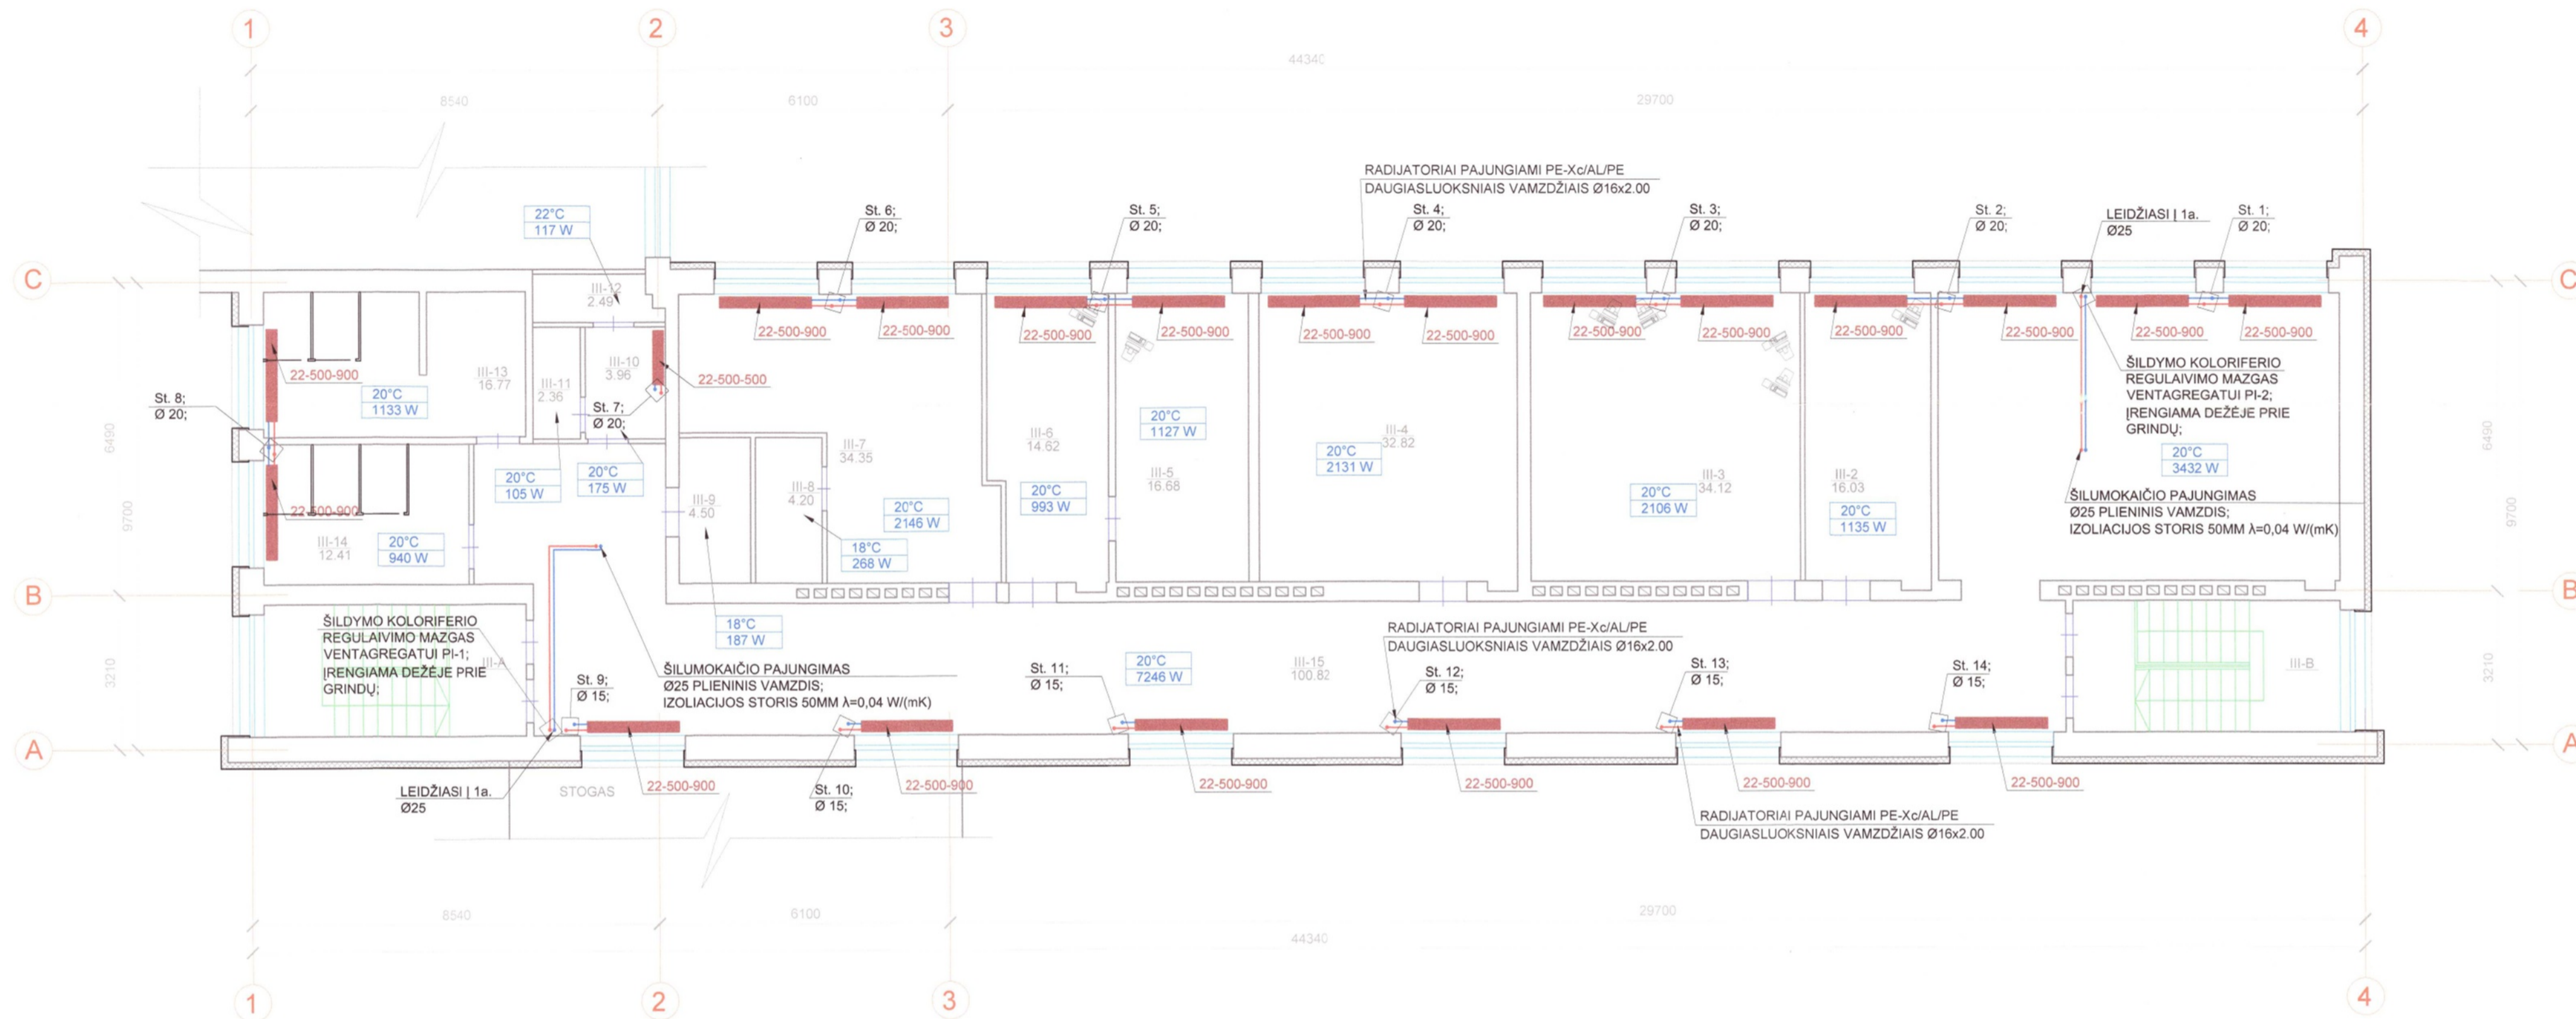 1
2
3
4
44340
8540
6100
29700
RADIJATORIAI PAJUNGIAMI PE-Xc/AL/PE
DAUGIASLUOKSNIAIS VAMZDŽIAIS Ø16x2.00
22°C
117 W
St. 6;
Ø 20;
St. 5;
Ø 20;
St. 4;
Ø 20;
St. 3;
Ø 20;
St. 2;
Ø 20;
LEIDŽIASI Į 1a.
Ø25
St. 1;
Ø 20;
C
C
III-12
2.49
22-500-900
22-500-900
22-500-900
22-500-900
22-500-900
22-500-900
22-500-900
22-500-900
22-500-900
22-500-900
22-500-900
22-500-900
III-13
16.77
22-500-900
20°C
1133 W
III-11
2.36
III-10
3.96
22-500-500
St. 8;
Ø 20;
St. 7;
Ø 20;
ŠILDYMO KOLORIFERIO
REGULAIVIMO MAZGAS
VENTAGREGATUI PI-2;
ĮRENGIAMA DEŽĖJE PRIE
GRINDŲ;
6490
9700
3210
20°C
105 W
20°C
175 W
III-9
4.50
III-8
4.20
III-7
34.35
20°C
2146 W
18°C
268 W
III-6
14.62
20°C
993 W
20°C
1127 W
III-5
16.68
20°C
2131 W
III-4
32.82
20°C
2106 W
III-3
34.12
III-2
16.03
20°C
1135 W
20°C
3432 W
ŠILUMOKAIČIO PAJUNGIMAS
Ø25 PLIENINIS VAMZDIS;
IZOLIACIJOS STORIS 50MM λ=0,04 W/(mK)
6490
9700
3210
22-500-900
III-14
12.41
20°C
940 W
B
B
18°C
187 W
ŠILDYMO KOLORIFERIO
REGULAIVIMO MAZGAS
VENTAGREGATUI PI-1;
ĮRENGIAMA DEŽĖJE PRIE
GRINDŲ;
III-A
ŠILUMOKAIČIO PAJUNGIMAS
Ø25 PLIENINIS VAMZDIS;
IZOLIACIJOS STORIS 50MM λ=0,04 W/(mK)
St. 9;
Ø 15;
St. 11;
Ø 15;
20°C
7246 W
III-15
100.82
RADIJATORIAI PAJUNGIAMI PE-Xc/AL/PE
DAUGIASLUOKSNIAIS VAMZDŽIAIS Ø16x2.00
St. 12;
Ø 15;
St. 13;
Ø 15;
St. 14;
Ø 15;
III-B
A
A
LEIDŽIASI Į 1a.
Ø25
STOGAS
22-500-900
St. 10;
Ø 15;
22-500-900
22-500-900
22-500-900
22-500-900
22-500-900
RADIJATORIAI PAJUNGIAMI PE-Xc/AL/PE
DAUGIASLUOKSNIAIS VAMZDŽIAIS Ø16x2.00
8540
6100
29700
44340
1
2
3
4